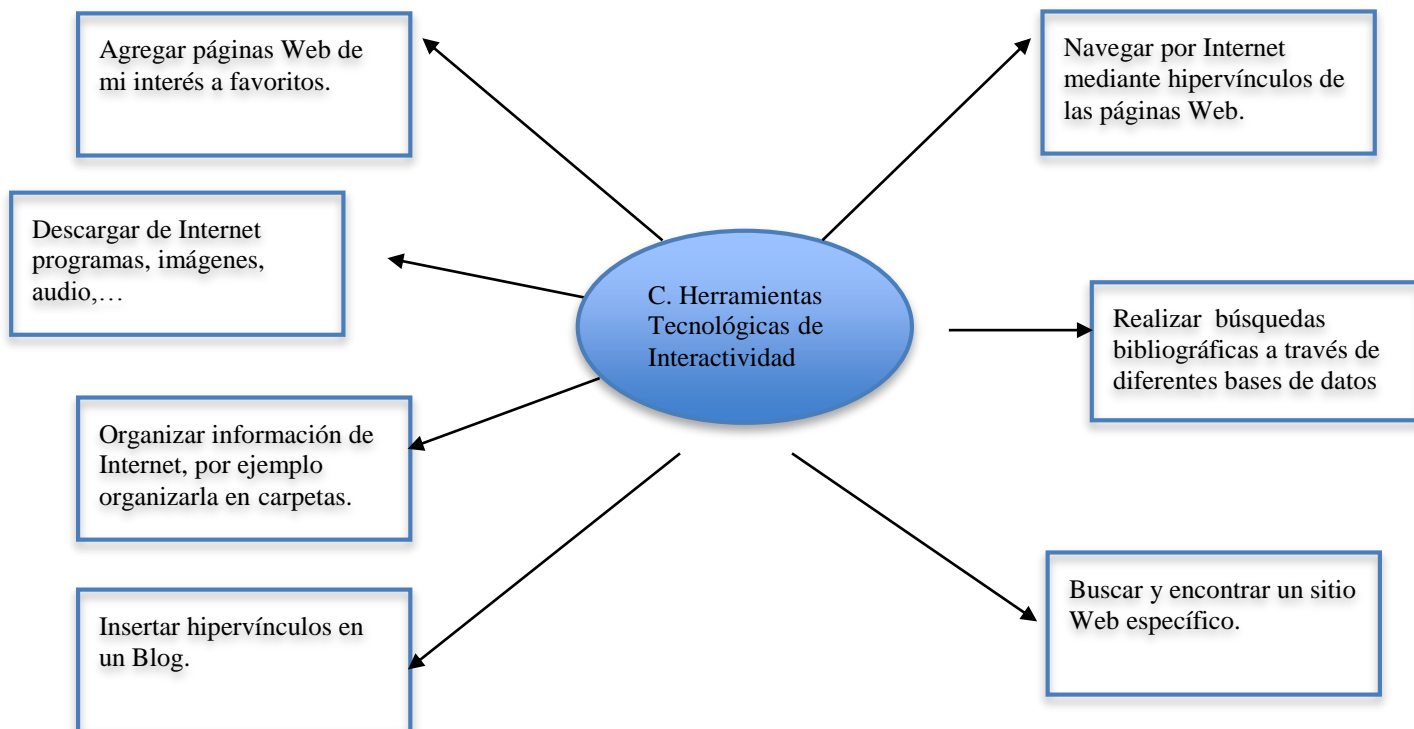 Agregar páginas Web de
mi interés a favoritos.
Navegar por Internet
mediante hipervínculos de
las páginas Web.
Descargar de Internet
programas, imágenes,
audio,…
C. Herramientas
Tecnológicas de
Interactividad
Realizar búsquedas
bibliográficas a través de
diferentes bases de datos
Organizar información de
Internet, por ejemplo
organizarla en carpetas.
Buscar y encontrar un sitio
Web específico.
Insertar hipervínculos en
un Blog.